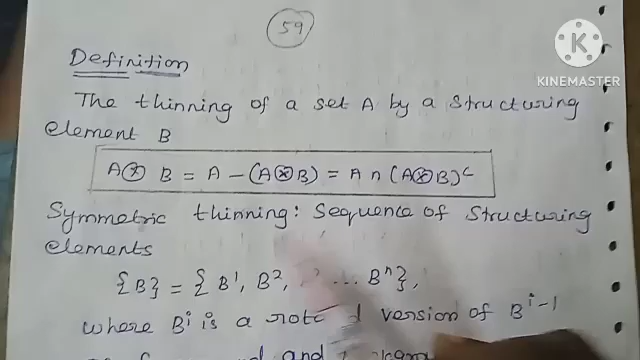 59
K
KINEMASTER
Definition
The thinning of a set A by a structuring
element B
A⊗ B = A – (A⊛B) = A ∩ (A⊛B)ᶜ
Symmetric thinning: sequence of structuring
elements
{B} = {B¹, B², ... Bⁿ},
where Bⁱ is a version of Bⁱ⁻¹
and